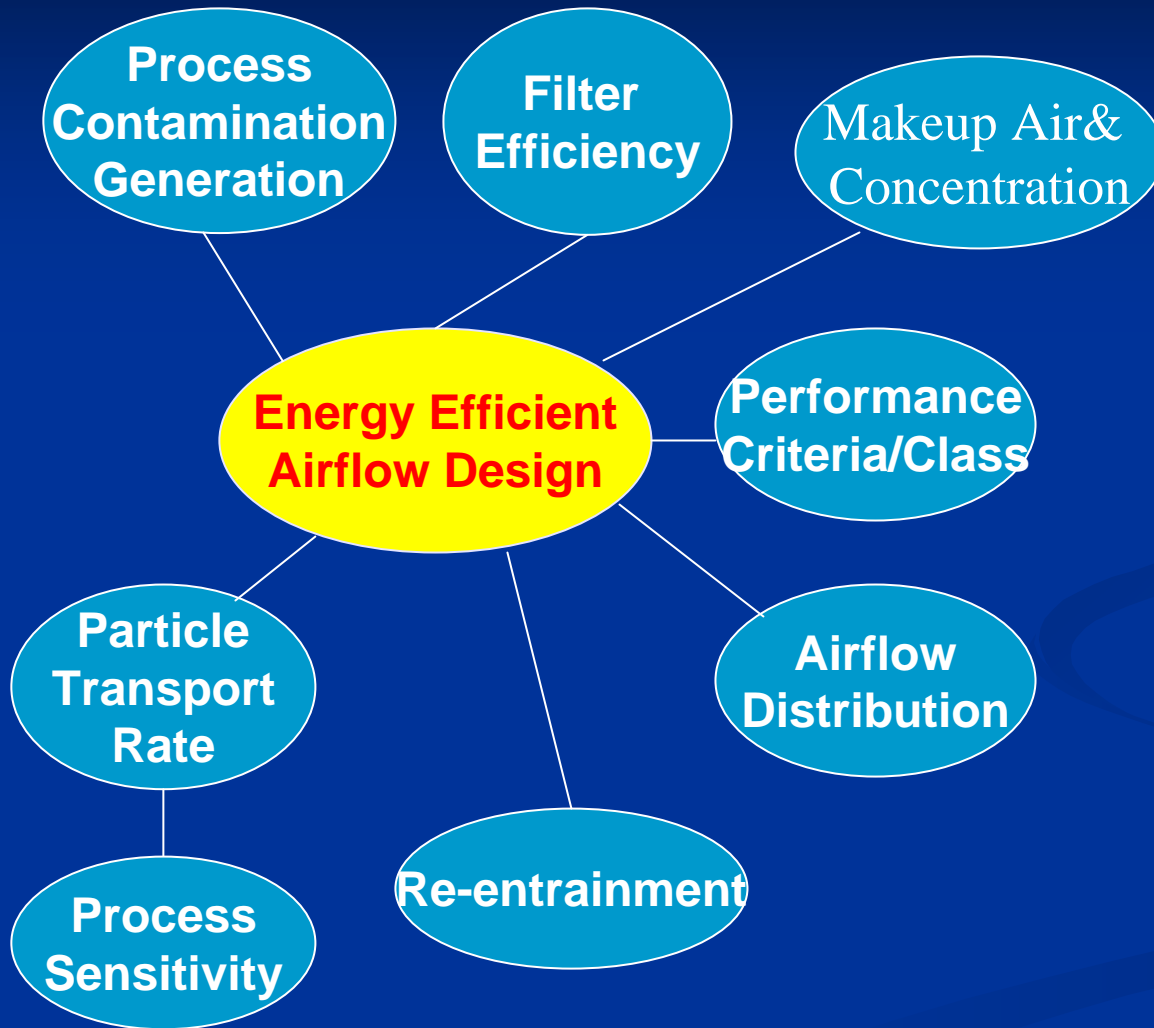 Process
Contamination
Generation
Filter
Efficiency
Makeup Air&
Concentration
Energy Efficient
Airflow Design
Performance
Criteria/Class
Particle
Transport
Rate
Airflow
Distribution
Re-entrainment
Process
Sensitivity